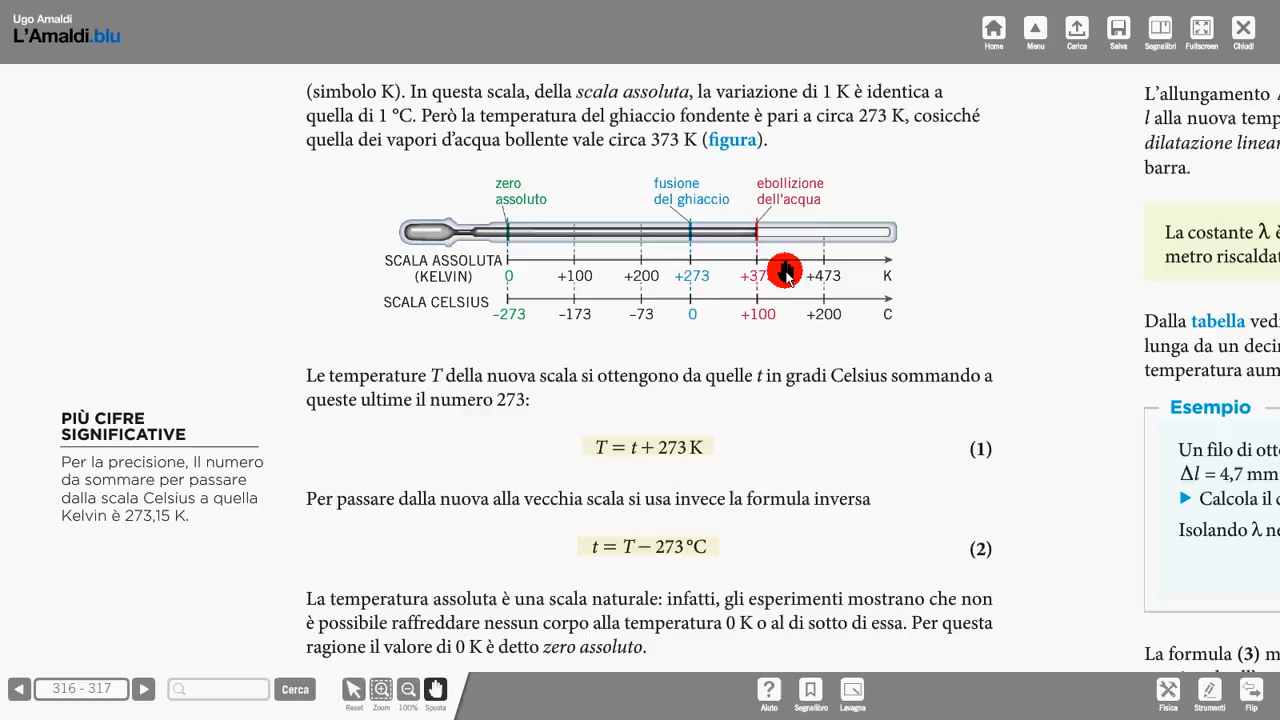 Ugo Amaldi
L'Amaldi.blu
Home
Menu
Carica
Salva
Segnalibri
Fullscreen
Chiudi
(simbolo K). In questa scala, della scala assoluta, la variazione di 1 K è identica a
quella di 1 °C. Però la temperatura del ghiaccio fondente è pari a circa 273 K, cosicché
quella dei vapori d'acqua bollente vale circa 373 K (figura).
zero
assoluto
fusione
del ghiaccio
ebollizione
dell'acqua
SCALA ASSOLUTA
(KELVIN)
0 +100 +200 +273 +473 K
SCALA CELSIUS
–273 –173 –73 0 +100 +200 C
Le temperature T della nuova scala si ottengono da quelle t in gradi Celsius sommando a
queste ultime il numero 273:
T = t + 273 K (1)
Per passare dalla nuova alla vecchia scala si usa invece la formula inversa
t = T − 273 °C (2)
La temperatura assoluta è una scala naturale: infatti, gli esperimenti mostrano che non
è possibile raffreddare nessun corpo alla temperatura 0 K o al di sotto di essa. Per questa
ragione il valore di 0 K è detto zero assoluto.
PIÙ CIFRE
SIGNIFICATIVE
Per la precisione, Il numero
da sommare per passare
dalla scala Celsius a quella
Kelvin è 273,15 K.
L'allungamento
l alla nuova temp
dilatazione linear
barra.
La costante λ è
metro riscaldat
Dalla tabella vedi
lunga da un decin
temperatura aum
Esempio
Un filo di otto
Δl = 4,7 mm
Calcola il c
Isolando λ ne
La formula (3) m
316 - 317
Cerca
Reset
Zoom
100%
Sposta
Aiuto
Segnalibro
Lavagna
Fisica
Strumenti
Flip